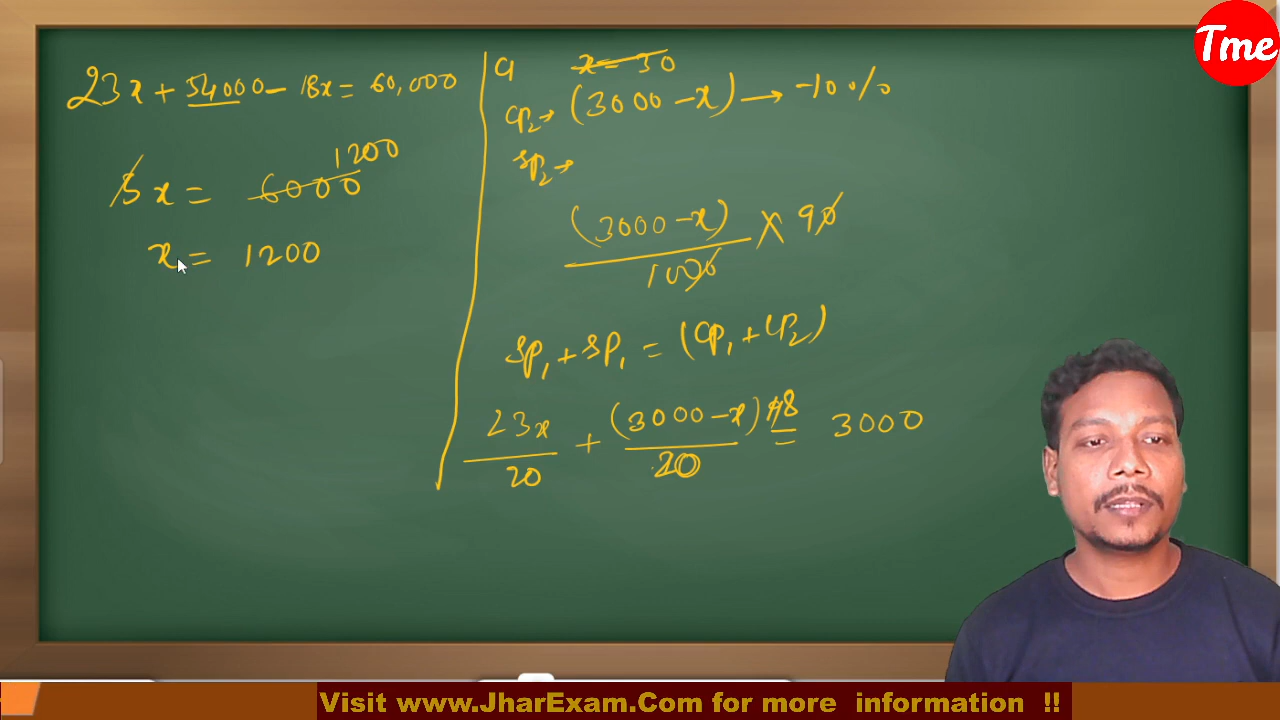 Tme
23x + 54000 - 18x = 60,000
1200
5x = 6000
x = 1200
x = 30
CP2 → (3000 - x) → -10%
SP2 →
(3000 - x) × 90
100
SP1 + SP1 = (CP1 + CP2)
23x + (3000 - x) 18 = 3000
20 20
Visit www.JharExam.Com for more information !!